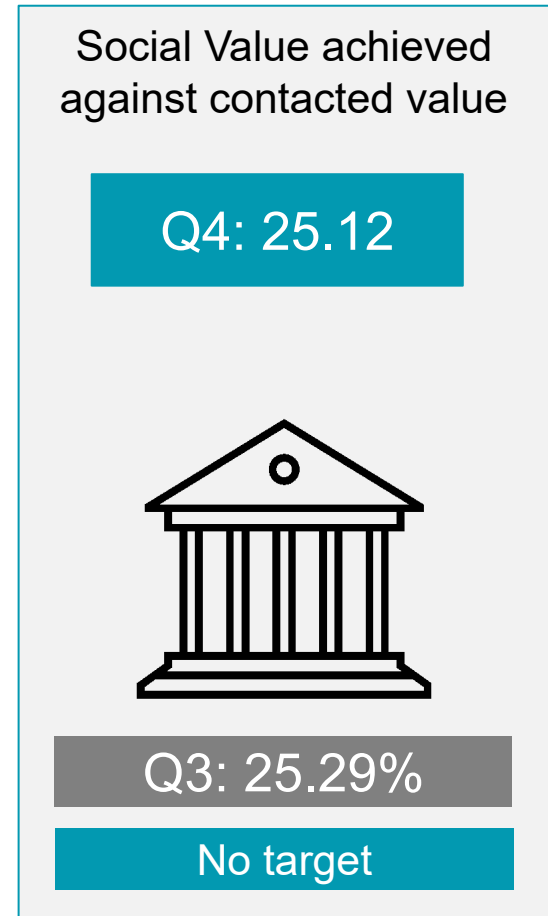 Social Value achieved
against contacted value
Q4: 25.12
Q3: 25.29%
No target